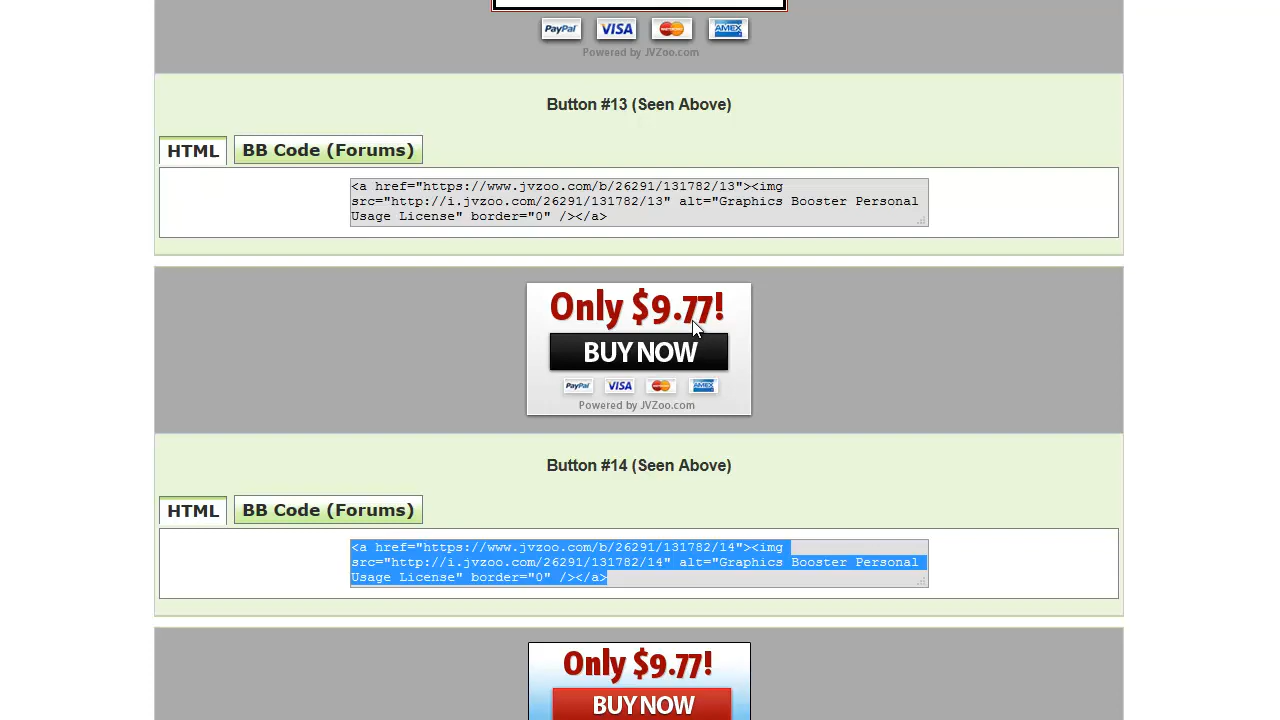 PayPal VISA MasterCard AMEX
Powered by JVZoo.com
Button #13 (Seen Above)
HTML BB Code (Forums)
<a href="https://www.jvzoo.com/b/26291/131782/13"><img
src="http://i.jvzoo.com/26291/131782/13" alt="Graphics Booster Personal
Usage License" border="0" /></a>
Only $9.77!
BUY NOW
PayPal VISA MasterCard AMEX
Powered by JVZoo.com
Button #14 (Seen Above)
HTML BB Code (Forums)
<a href="https://www.jvzoo.com/b/26291/131782/14"><img
src="http://i.jvzoo.com/26291/131782/14" alt="Graphics Booster Personal
Usage License" border="0" /></a>
Only $9.77!
BUY NOW